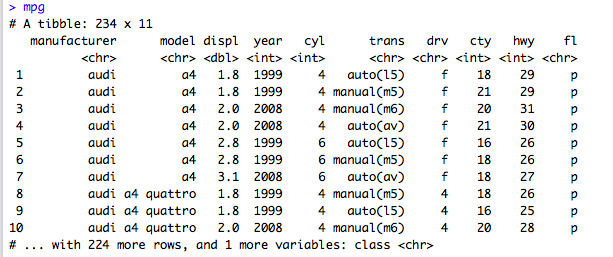 > mpg
# A tibble: 234 x 11
   manufacturer      model displ  year   cyl      trans   drv   cty   hwy    fl
          <chr>      <chr> <dbl> <int> <int>      <chr> <chr> <int> <int> <chr>
1          audi         a4   1.8  1999     4   auto(l5)     f    18    29     p
2          audi         a4   1.8  1999     4 manual(m5)     f    21    29     p
3          audi         a4   2.0  2008     4 manual(m6)     f    20    31     p
4          audi         a4   2.0  2008     4   auto(av)     f    21    30     p
5          audi         a4   2.8  1999     6   auto(l5)     f    16    26     p
6          audi         a4   2.8  1999     6 manual(m5)     f    18    26     p
7          audi         a4   3.1  2008     6   auto(av)     f    18    27     p
8          audi a4 quattro   1.8  1999     4 manual(m5)     4    18    26     p
9          audi a4 quattro   1.8  1999     4   auto(l5)     4    16    25     p
10         audi a4 quattro   2.0  2008     4 manual(m6)     4    20    28     p
# ... with 224 more rows, and 1 more variables: class <chr>